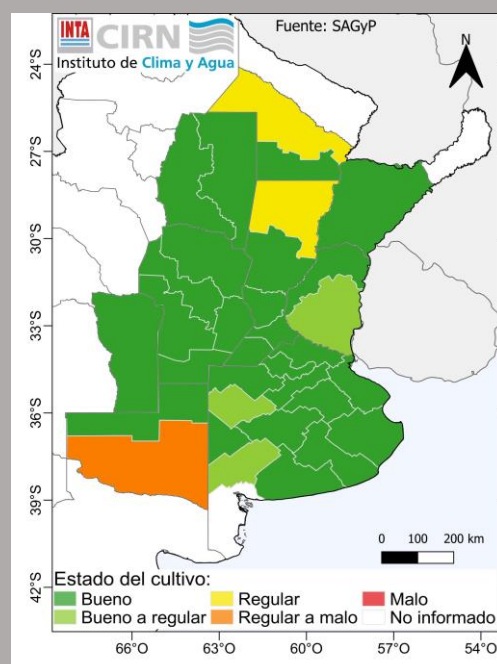 INTA CIRN
Instituto de Clima y Agua
Fuente: SAGyP
N
24°S
27°S
30°S
33°S
36°S
39°S
42°S
0 100 200 km
Estado del cultivo:
Bueno Regular Malo
Bueno a regular Regular a malo No informado
66°O 63°O 60°O 57°O 54°O